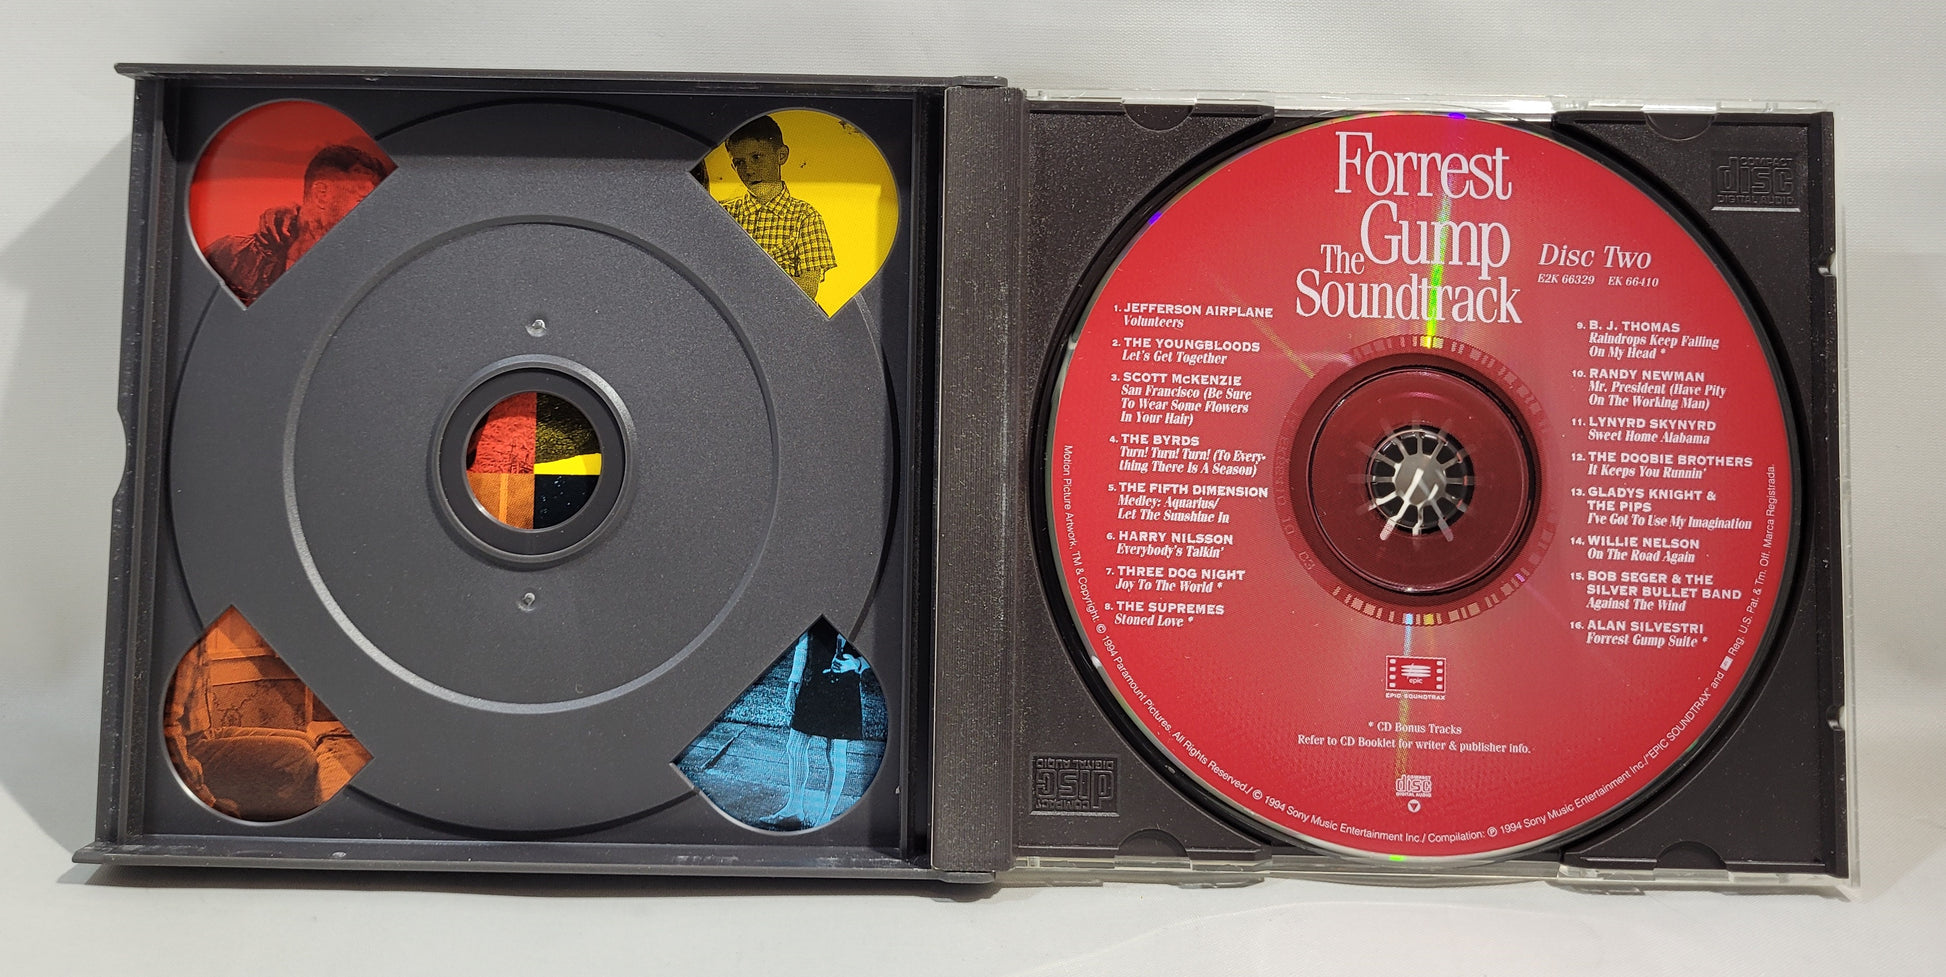 Forrest
Gump
The
Soundtrack
Disc Two
E2K 66329 EK 66410
1. JEFFERSON AIRPLANE
Volunteers
2. THE YOUNGBLOODS
Let's Get Together
3. SCOTT McKENZIE
San Francisco (Be Sure
To Wear Some Flowers
In Your Hair)
4. THE BYRDS
Turn! Turn! Turn! (To Every-
thing There Is A Season)
5. THE FIFTH DIMENSION
Medley: Aquarius/
Let The Sunshine In
6. HARRY NILSSON
Everybody's Talkin'
7. THREE DOG NIGHT
Joy To The World *
8. THE SUPREMES
Stoned Love *
9. B. J. THOMAS
Raindrops Keep Falling
On My Head *
10. RANDY NEWMAN
Mr. President (Have Pity
On The Working Man)
11. LYNYRD SKYNYRD
Sweet Home Alabama
12. THE DOOBIE BROTHERS
It Keeps You Runnin'
13. GLADYS KNIGHT &
THE PIPS
I've Got To Use My Imagination
14. WILLIE NELSON
On The Road Again
15. BOB SEGER & THE
SILVER BULLET BAND
Against The Wind
16. ALAN SILVESTRI
Forrest Gump Suite *
epic
EPIC SOUNDTRAX
* CD Bonus Tracks
Refer to CD Booklet for writer & publisher info.
COMPACT
disc
DIGITAL AUDIO
Motion Picture Artwork, TM & Copyright: © 1994 Paramount Pictures. All Rights Reserved./ © 1994 Sony Music Entertainment Inc./ Compilation: ℗ 1994 Sony Music Entertainment Inc./"EPIC SOUNDTRAX" and Reg. U.S. Pat. & Tm. Off. Marca Registrada.
COMPACT
disc
DIGITAL AUDIO
COMPACT
disc
DIGITAL AUDIO